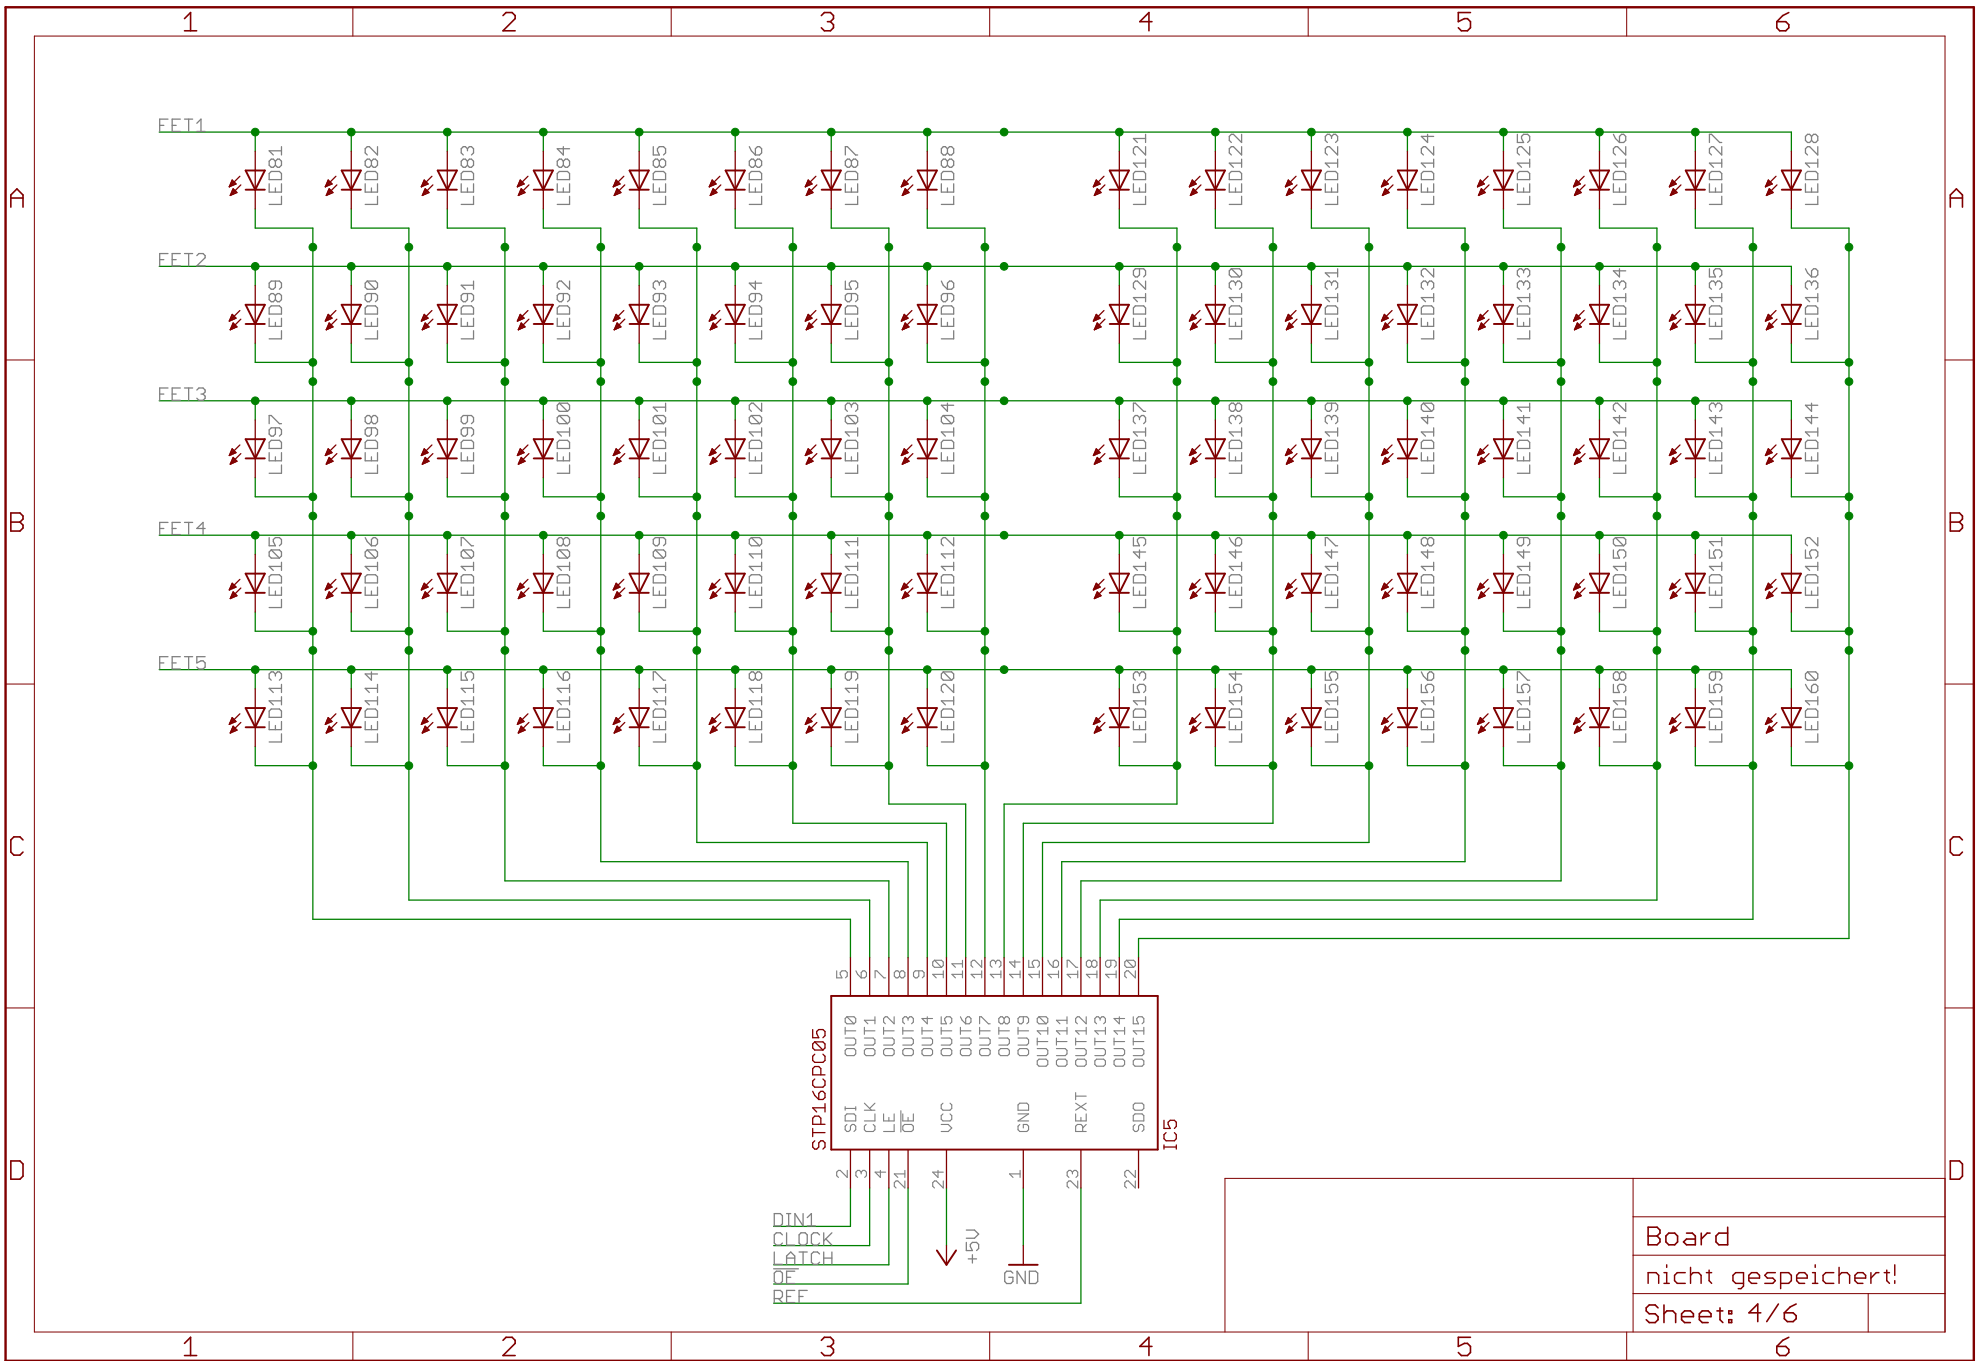 1 2 3 4 5 6
FET1
LED81 LED82 LED83 LED84 LED85 LED86 LED87 LED88 LED121 LED122 LED123 LED124 LED125 LED126 LED127 LED128
A A
FET2
LED89 LED90 LED91 LED92 LED93 LED94 LED95 LED96 LED129 LED130 LED131 LED132 LED133 LED134 LED135 LED136
FET3
LED97 LED98 LED99 LED100 LED101 LED102 LED103 LED104 LED137 LED138 LED139 LED140 LED141 LED142 LED143 LED144
B B
FET4
LED105 LED106 LED107 LED108 LED109 LED110 LED111 LED112 LED145 LED146 LED147 LED148 LED149 LED150 LED151 LED152
FET5
LED113 LED114 LED115 LED116 LED117 LED118 LED119 LED120 LED153 LED154 LED155 LED156 LED157 LED158 LED159 LED160
C C
5 6 7 8 9 10 11 12 13 14 15 16 17 18 19 20
OUT0 OUT1 OUT2 OUT3 OUT4 OUT5 OUT6 OUT7 OUT8 OUT9 OUT10 OUT11 OUT12 OUT13 OUT14 OUT15
STP16CPC05
SDI CLK LE OE VCC GND REXT SDO
IC5
D D
2 3 4 21 24 1 23 22
DIN1
CLOCK
LATCH
OE
REF
+5V
GND
Board
nicht gespeichert!
Sheet: 4/6
1 2 3 4 5 6